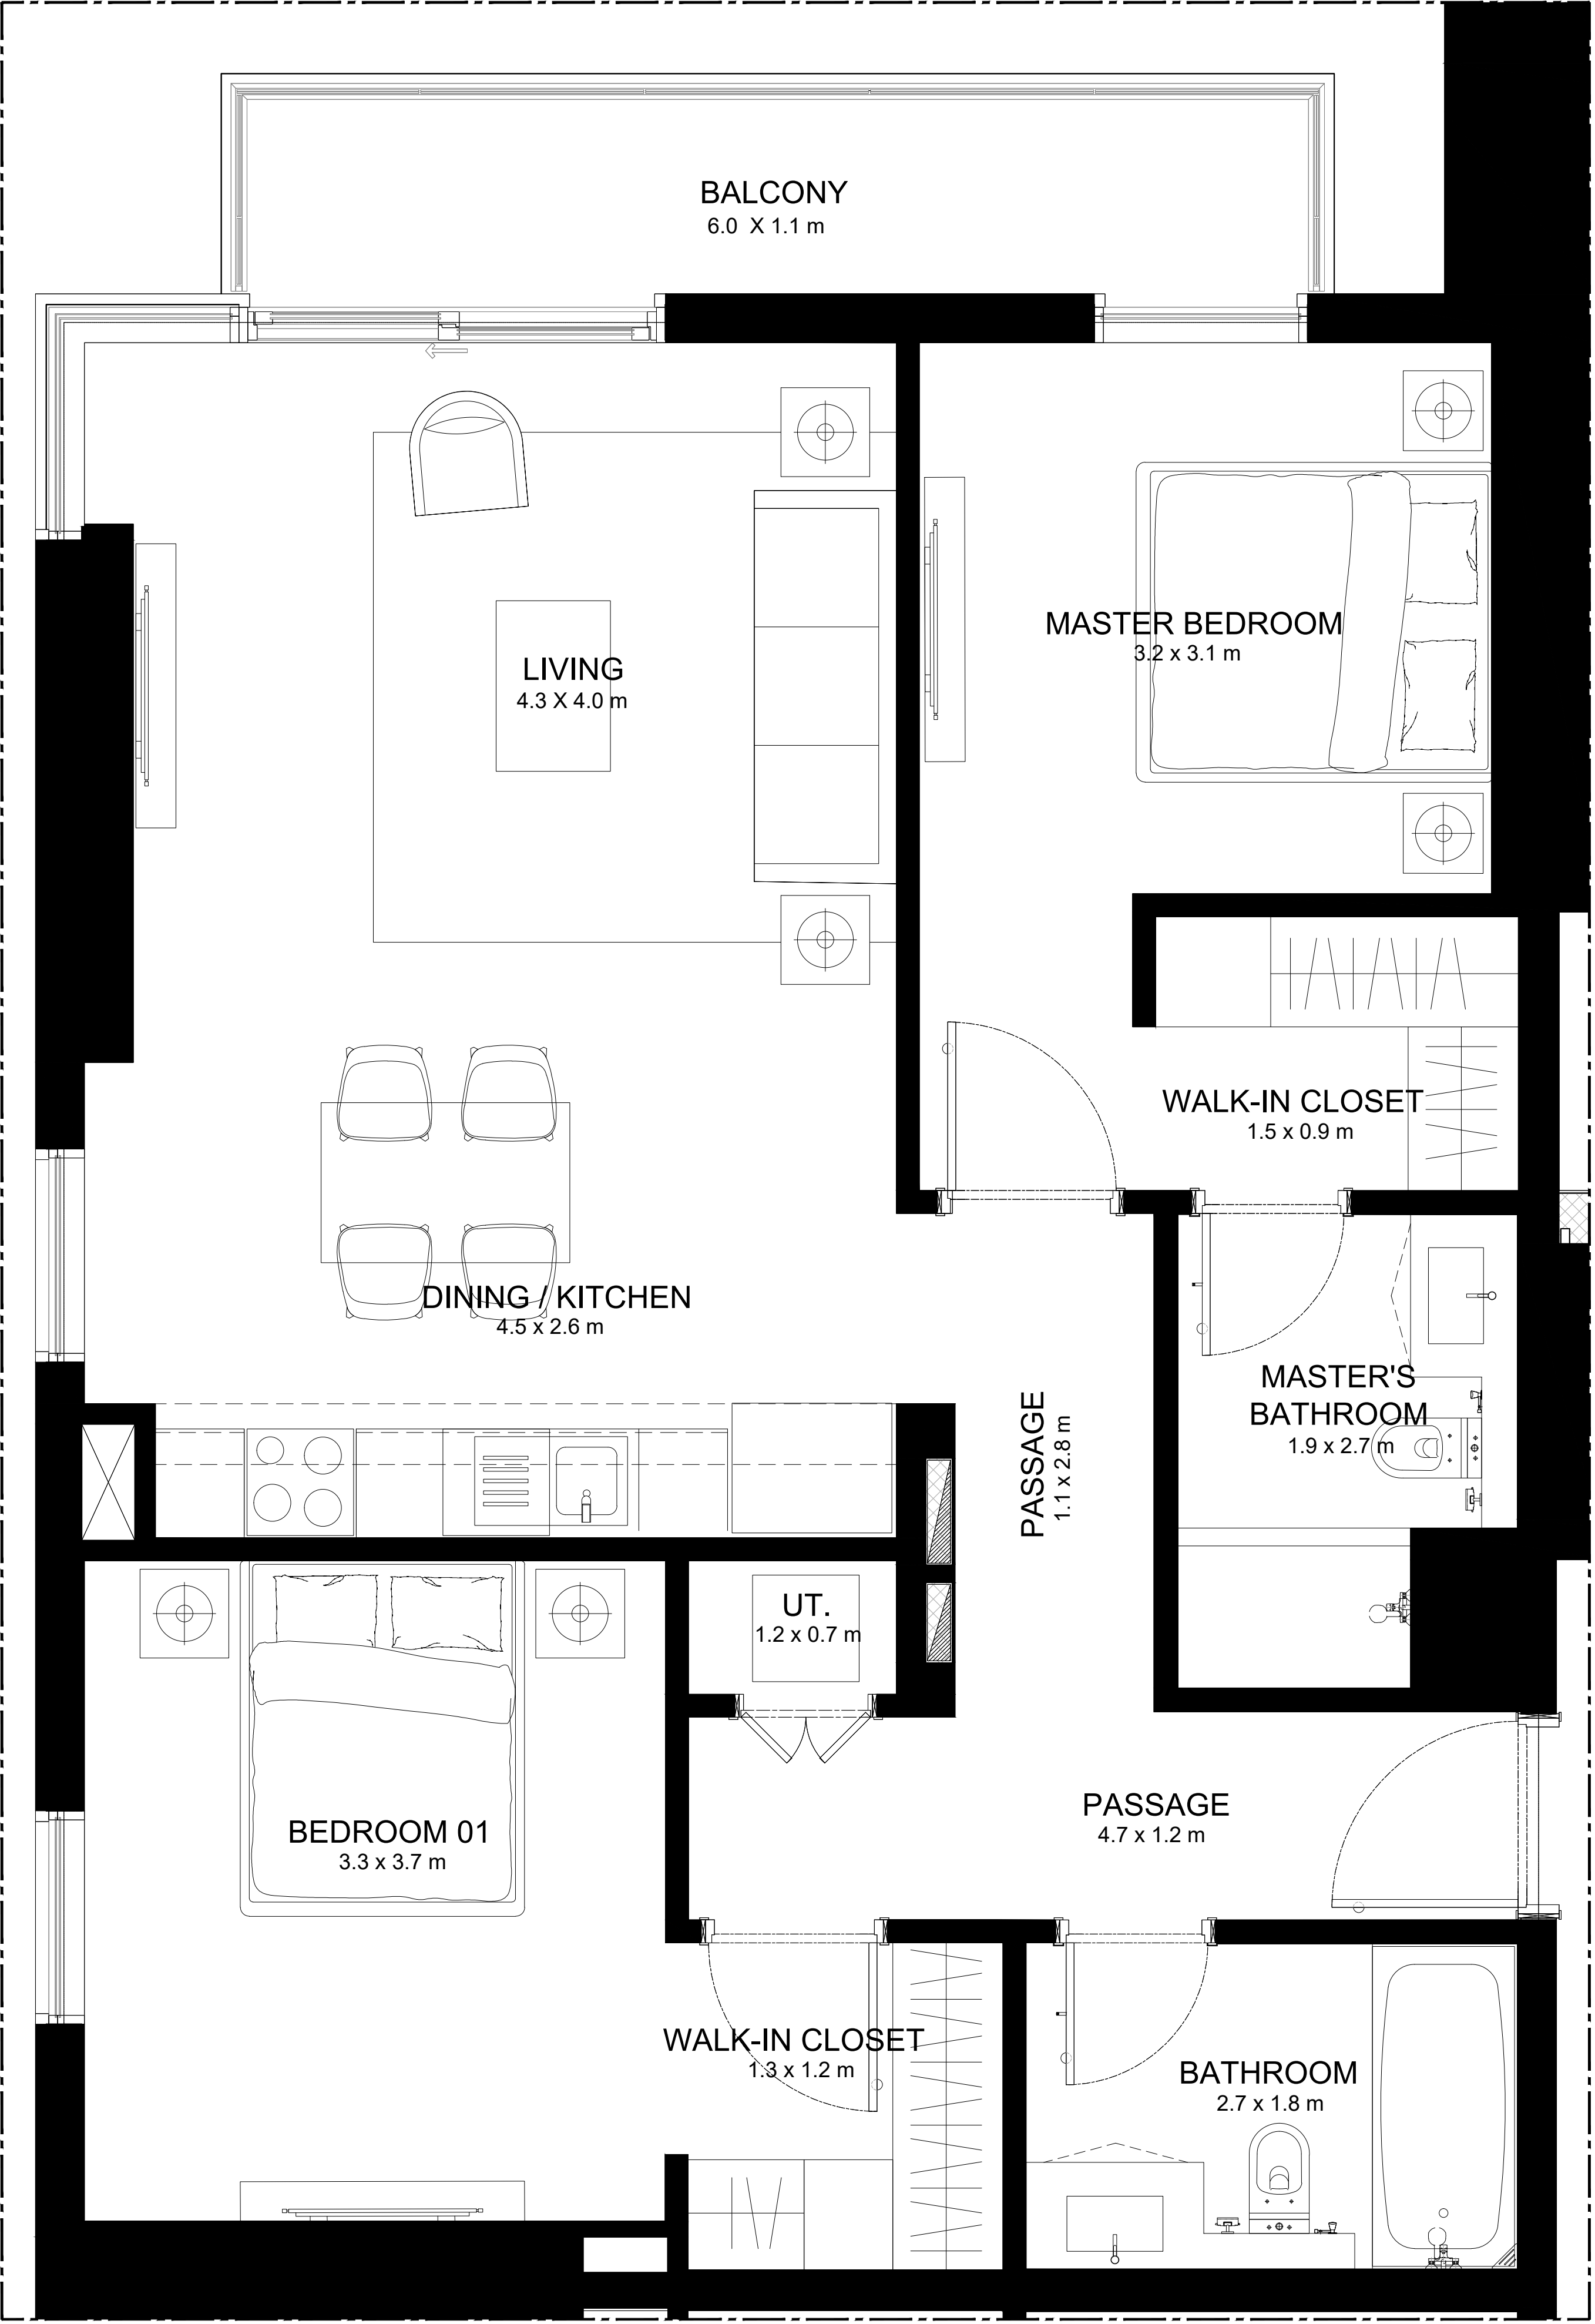 BALCONY
6.0 X 1.1 m
MASTER BEDROOM
3.2 x 3.1 m
LIVING
4.3 X 4.0 m
WALK-IN CLOSET
1.5 x 0.9 m
DINING / KITCHEN
4.5 x 2.6 m
MASTER'S
BATHROOM
1.9 x 2.7 m
PASSAGE
1.1 x 2.8 m
UT.
1.2 x 0.7 m
PASSAGE
4.7 x 1.2 m
BEDROOM 01
3.3 x 3.7 m
WALK-IN CLOSET
1.3 x 1.2 m
BATHROOM
2.7 x 1.8 m